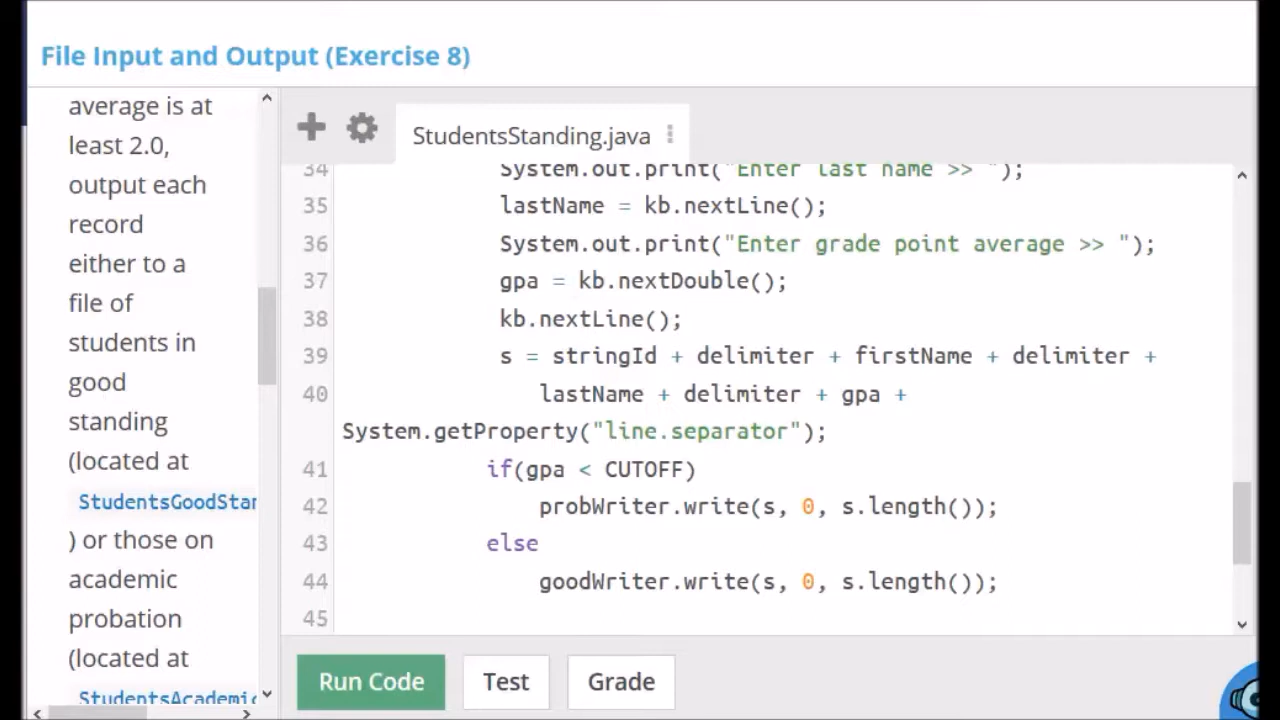 File Input and Output (Exercise 8)
average is at
least 2.0,
output each
record
either to a
file of
students in
good
standing
(located at
StudentsGoodStan
) or those on
academic
probation
(located at
StudentsAcademic
StudentsStanding.java
34 System.out.print("Enter last name >> ");
35 lastName = kb.nextLine();
36 System.out.print("Enter grade point average >> ");
37 gpa = kb.nextDouble();
38 kb.nextLine();
39 s = stringId + delimiter + firstName + delimiter +
40 lastName + delimiter + gpa +
System.getProperty("line.separator");
41 if(gpa < CUTOFF)
42 probWriter.write(s, 0, s.length());
43 else
44 goodWriter.write(s, 0, s.length());
45
Run Code
Test
Grade